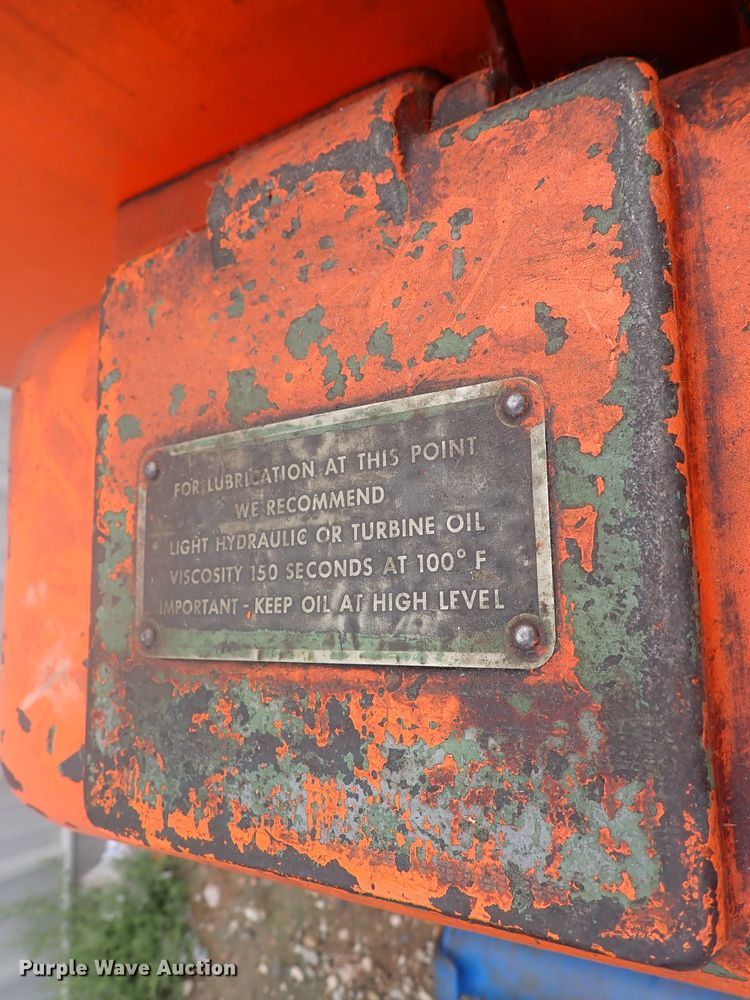 FOR LUBRICATION AT THIS POINT
WE RECOMMEND
LIGHT HYDRAULIC OR TURBINE OIL
VISCOSITY 150 SECONDS AT 100° F
IMPORTANT - KEEP OIL AT HIGH LEVEL
Purple Wave Auction